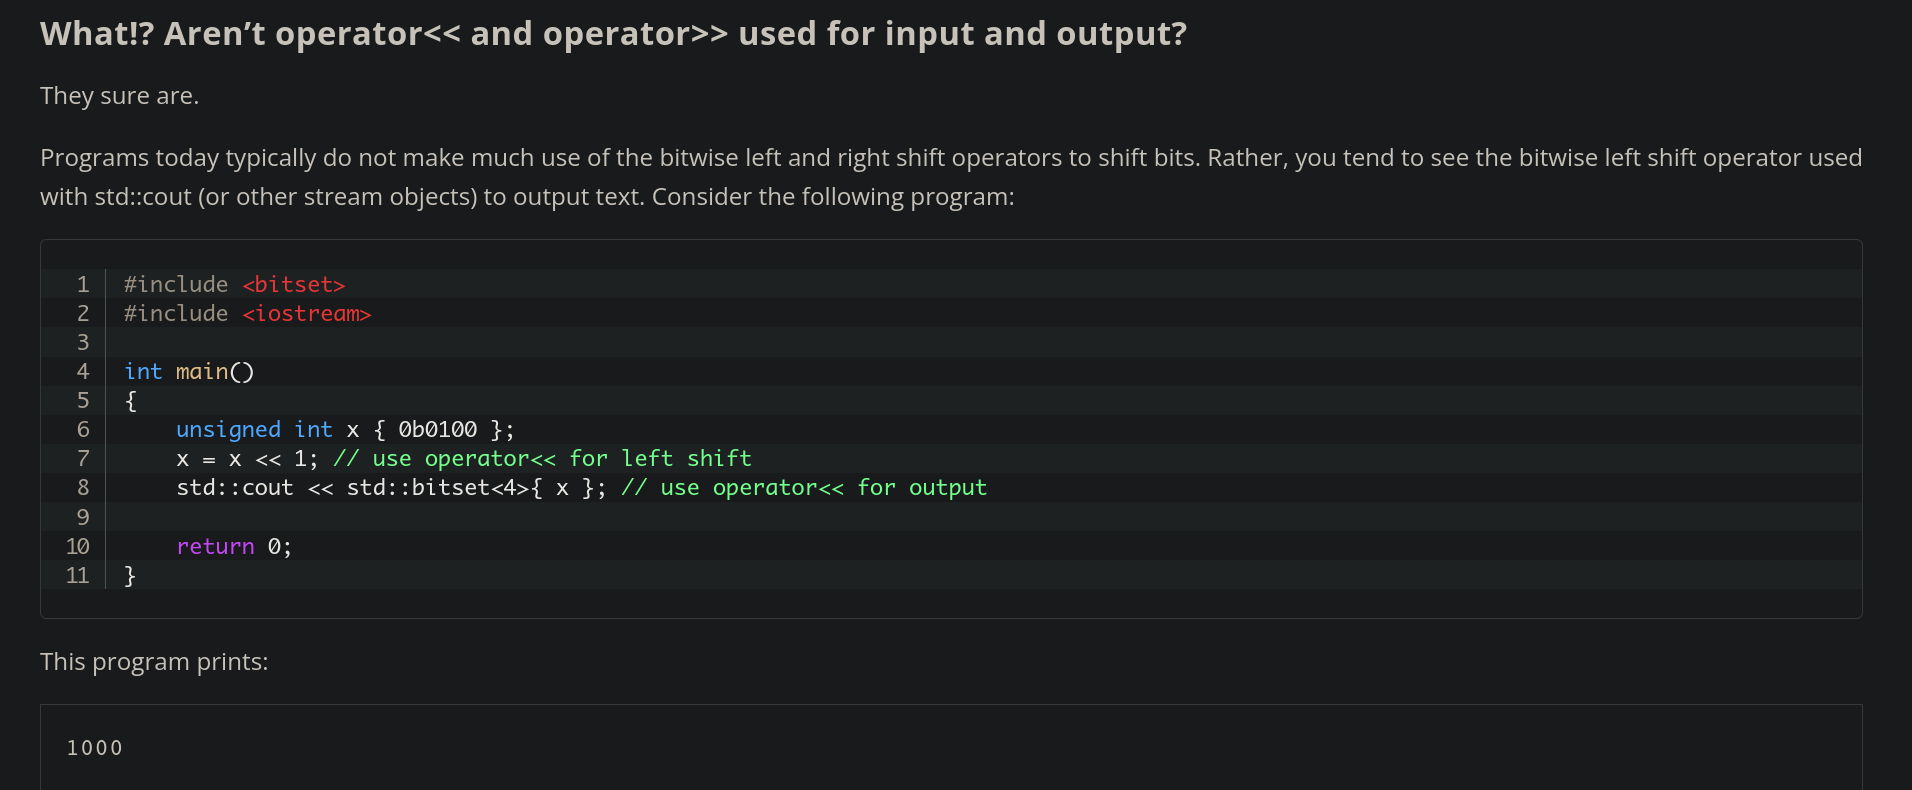 What!? Aren’t operator<< and operator>> used for input and output?
They sure are.
Programs today typically do not make much use of the bitwise left and right shift operators to shift bits. Rather, you tend to see the bitwise left shift operator used
with std::cout (or other stream objects) to output text. Consider the following program:
1 #include <bitset>
2 #include <iostream>
3
4 int main()
5 {
6     unsigned int x { 0b0100 };
7     x = x << 1; // use operator<< for left shift
8     std::cout << std::bitset<4>{ x }; // use operator<< for output
9
10     return 0;
11 }
This program prints:
1000